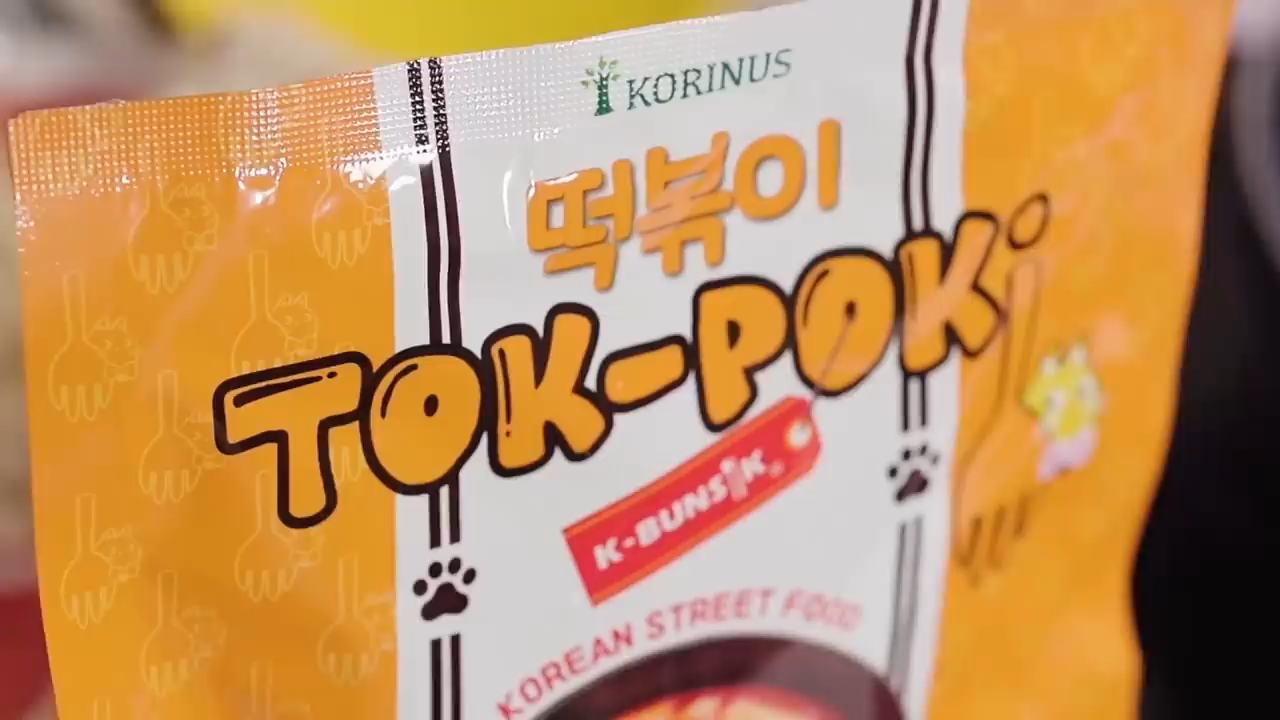 KORINUS
떡볶이
TOK-POKi
K-BUNSIK
KOREAN STREET FOOD